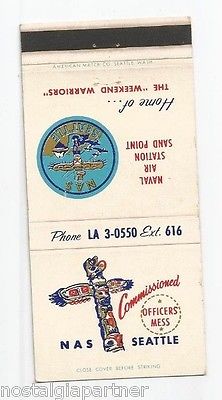 AMERICAN MATCH CO. SEATTLE, WASH.
Home of...
THE "WEEKEND WARRIORS"
SEATTLE
NAS
NAVAL
AIR
STATION
SAND POINT
Phone LA 3-0550 Ext. 616
Commissioned
OFFICERS'
MESS
NAS SEATTLE
CLOSE COVER BEFORE STRIKING
nostalgiapartner